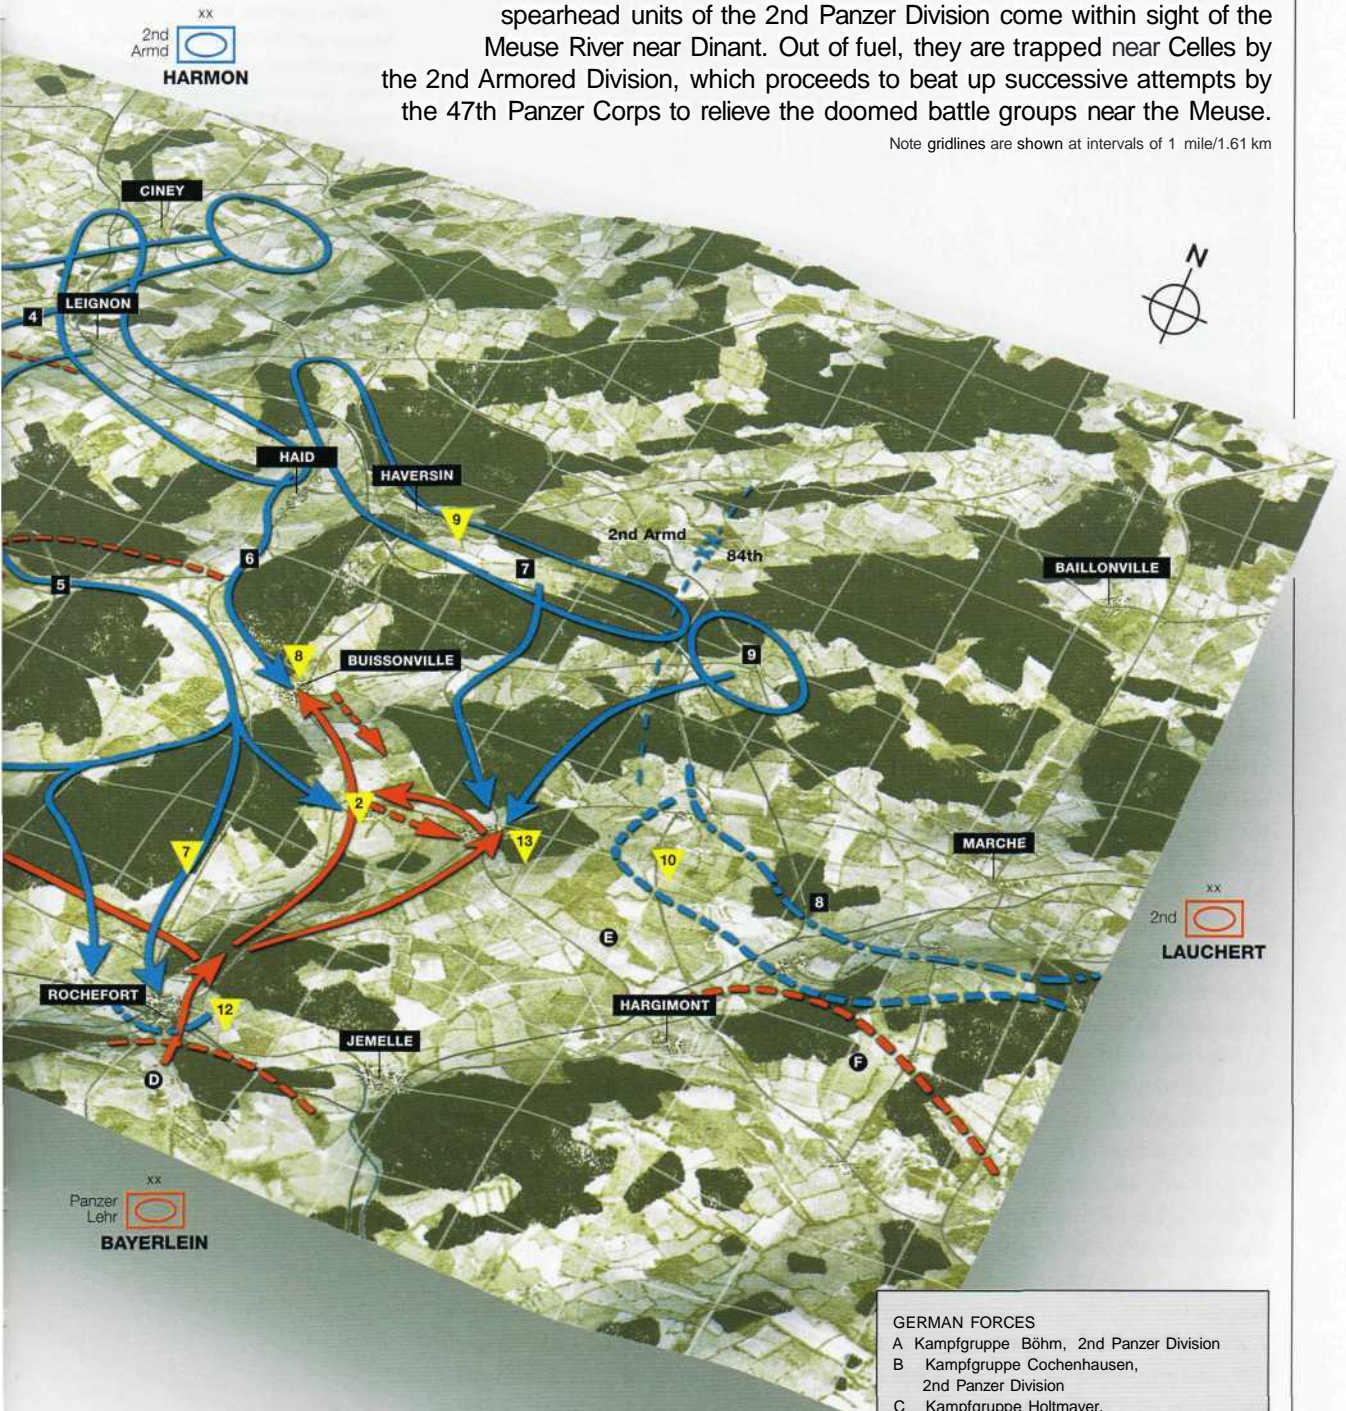 spearhead units of the 2nd Panzer Division come within sight of the
Meuse River near Dinant. Out of fuel, they are trapped near Celles by
the 2nd Armored Division, which proceeds to beat up successive attempts by
the 47th Panzer Corps to relieve the doomed battle groups near the Meuse.
Note gridlines are shown at intervals of 1 mile/1.61 km
xx
2nd
Armd
HARMON
CINEY
N
LEIGNON
4
HAID
HAVERSIN
9
2nd Armd
84th
6
7
BAILLONVILLE
5
8
BUISSONVILLE
9
2
7
13
10
MARCHE
8
xx
2nd
LAUCHERT
E
ROCHEFORT
12
HARGIMONT
JEMELLE
F
D
xx
Panzer
Lehr
BAYERLEIN
GERMAN FORCES
A Kampfgruppe Böhm, 2nd Panzer Division
B Kampfgruppe Cochenhausen,
2nd Panzer Division
C Kampfgruppe Holtmayer,